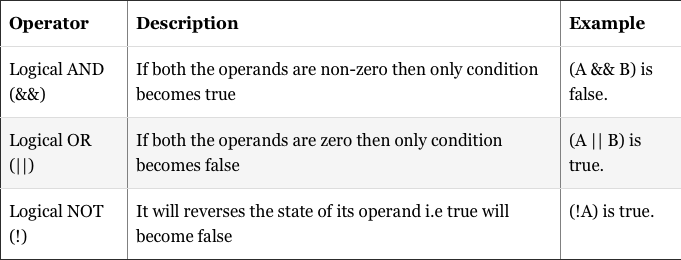 Operator Description Example
Logical AND If both the operands are non-zero then only condition (A && B) is
(&&) becomes true false.
Logical OR If both the operands are zero then only condition (A || B) is
(||) becomes false true.
Logical NOT It will reverses the state of its operand i.e true will (!A) is true.
(!) become false